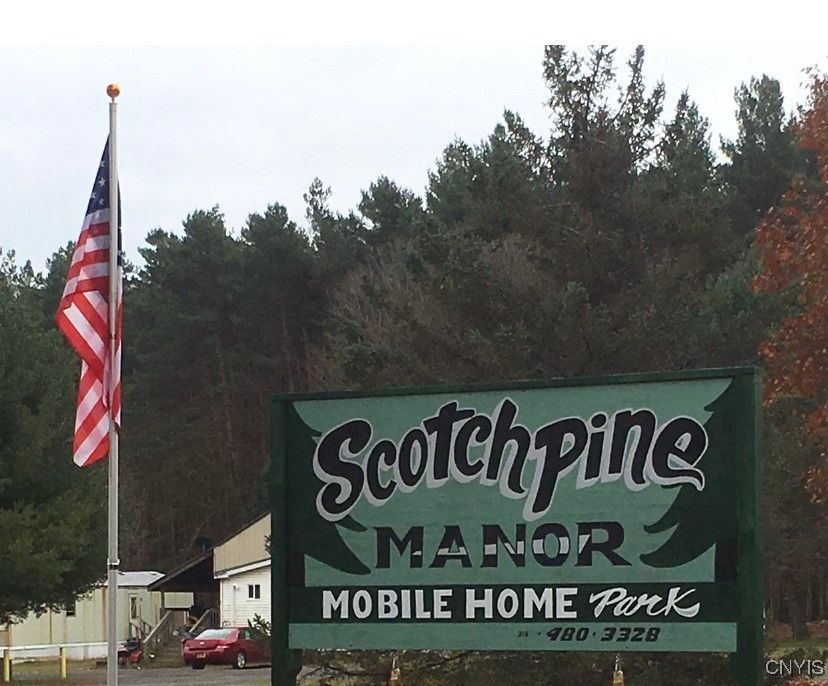 Scotchpine
MANOR
MOBILE HOME Park
315 · 480 · 3328
CNYIS